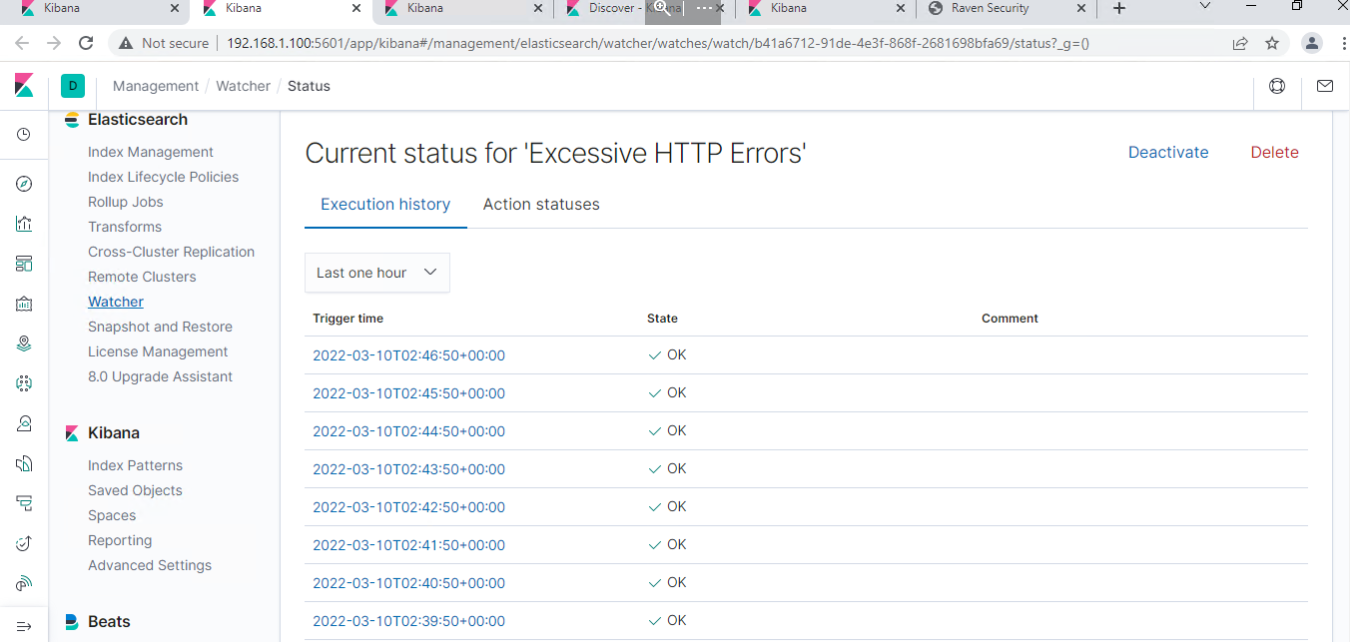 Kibana
Kibana
Kibana
Discover - K
Kibana
Raven Security
Not secure
192.168.1.100:5601/app/kibana#/management/elasticsearch/watcher/watches/watch/b41a6712-91de-4e3f-868f-2681698bfa69/status?_g=()
D
Management / Watcher / Status
Elasticsearch
Index Management
Index Lifecycle Policies
Rollup Jobs
Transforms
Cross-Cluster Replication
Remote Clusters
Watcher
Snapshot and Restore
License Management
8.0 Upgrade Assistant
Kibana
Index Patterns
Saved Objects
Spaces
Reporting
Advanced Settings
Beats
Current status for 'Excessive HTTP Errors'
Deactivate
Delete
Execution history
Action statuses
Last one hour
Trigger time State Comment
2022-03-10T02:46:50+00:00 OK
2022-03-10T02:45:50+00:00 OK
2022-03-10T02:44:50+00:00 OK
2022-03-10T02:43:50+00:00 OK
2022-03-10T02:42:50+00:00 OK
2022-03-10T02:41:50+00:00 OK
2022-03-10T02:40:50+00:00 OK
2022-03-10T02:39:50+00:00 OK